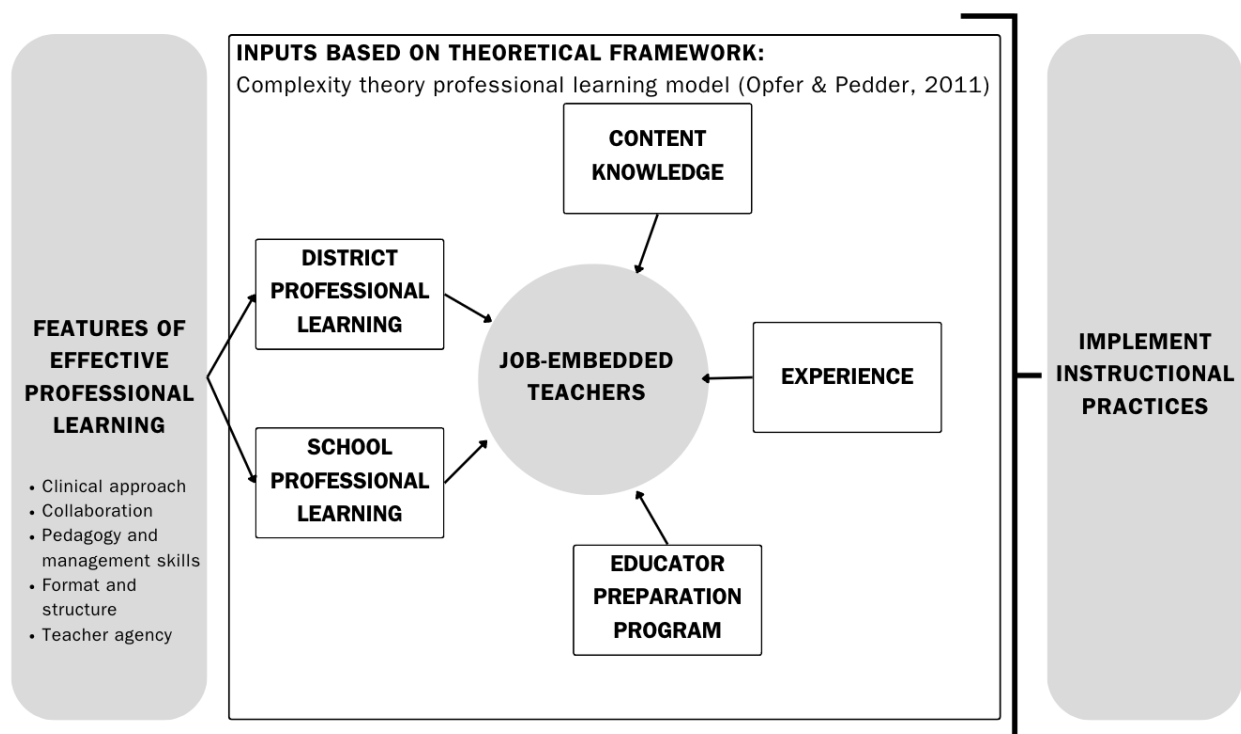 INPUTS BASED ON THEORETICAL FRAMEWORK:
Complexity theory professional learning model (Opfer & Pedder, 2011)
FEATURES OF
EFFECTIVE
PROFESSIONAL
LEARNING
• Clinical approach
• Collaboration
• Pedagogy and
management skills
• Format and
structure
• Teacher agency
DISTRICT
PROFESSIONAL
LEARNING
SCHOOL
PROFESSIONAL
LEARNING
CONTENT
KNOWLEDGE
JOB-EMBEDDED
TEACHERS
EXPERIENCE
EDUCATOR
PREPARATION
PROGRAM
IMPLEMENT
INSTRUCTIONAL
PRACTICES